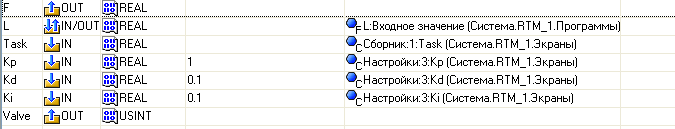 F OUT REAL
L IN/OUT REAL F L:Входное значение (Система.RTM_1.Программы)
Task IN REAL C Сборник:1:Task (Система.RTM_1.Экраны)
Kp IN REAL 1 C Настройки:3:Kp (Система.RTM_1.Экраны)
Kd IN REAL 0.1 C Настройки:3:Kd (Система.RTM_1.Экраны)
Ki IN REAL 0.1 C Настройки:3:Ki (Система.RTM_1.Экраны)
Valve OUT USINT